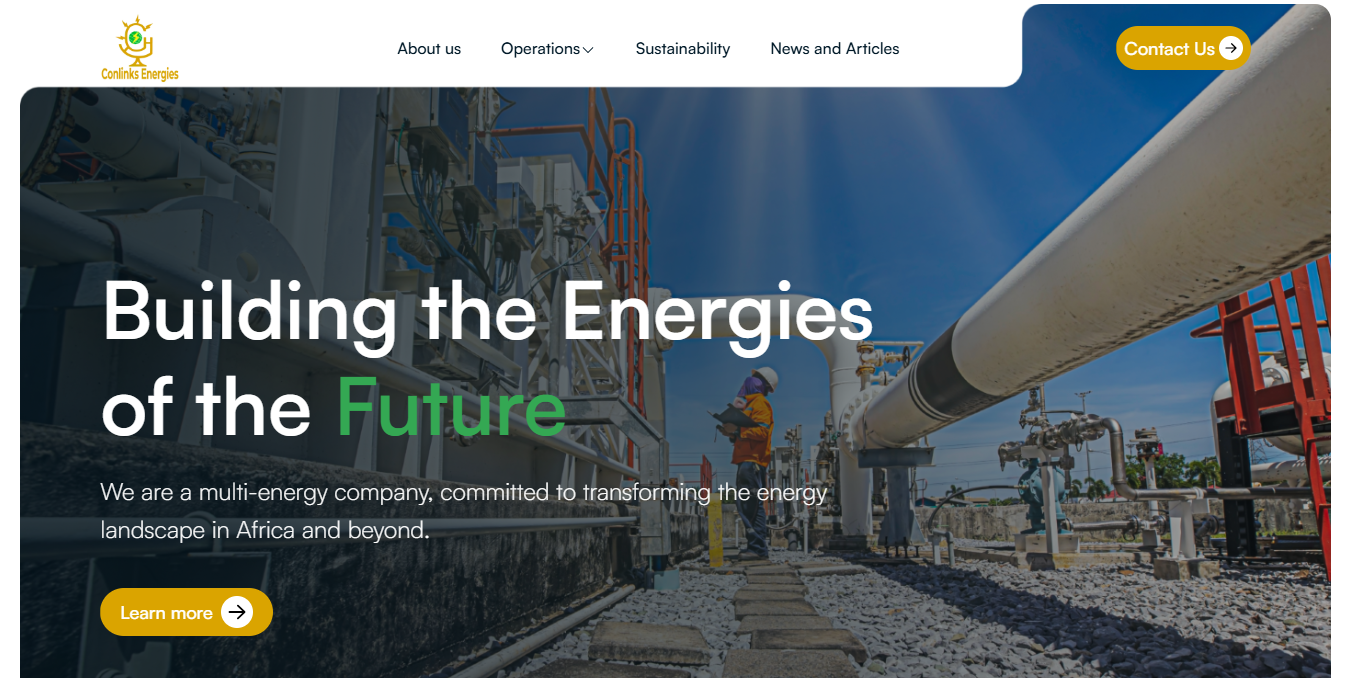 Conlinks Energies
About us
Operations
Sustainability
News and Articles
Contact Us
Building the Energies
of the Future
We are a multi-energy company, committed to transforming the energy
landscape in Africa and beyond.
Learn more